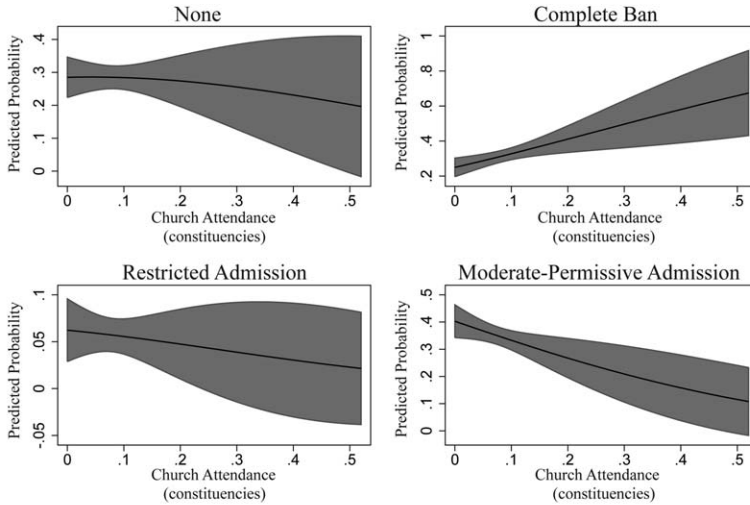 None
Predicted Probability
.4
.3
.2
.1
0
0 .1 .2 .3 .4 .5
Church Attendance
(constituencies)
Complete Ban
Predicted Probability
1
.8
.6
.4
.2
0 .1 .2 .3 .4 .5
Church Attendance
(constituencies)
Restricted Admission
Predicted Probability
.1
.05
0
-.05
0 .1 .2 .3 .4 .5
Church Attendance
(constituencies)
Moderate-Permissive Admission
Predicted Probability
.5
.4
.3
.2
.1
0
0 .1 .2 .3 .4 .5
Church Attendance
(constituencies)